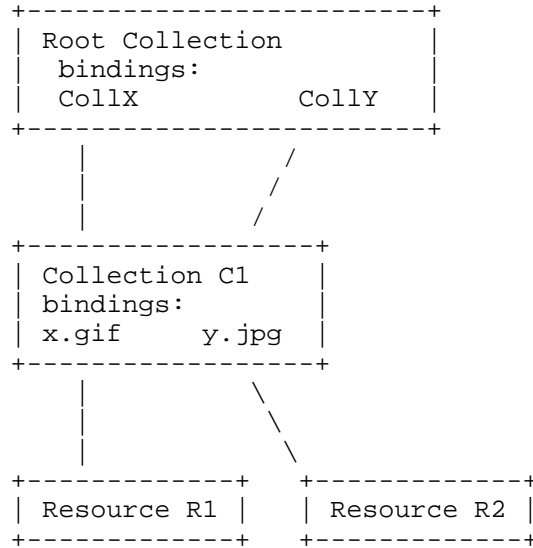 Root Collection
bindings:
CollX CollY
Collection C1
bindings:
x.gif y.jpg
Resource R1 Resource R2